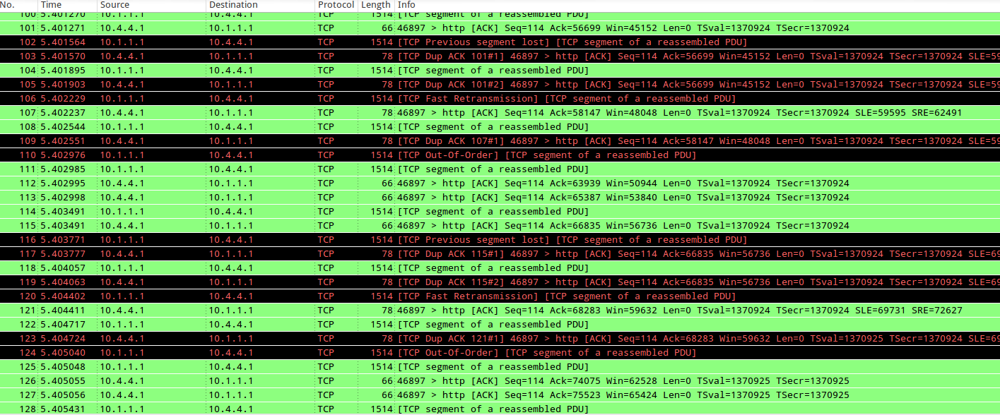 No. Time Source Destination Protocol Length Info
100 5.401270 10.1.1.1 10.4.4.1 TCP 1514 [TCP segment of a reassembled PDU]
101 5.401271 10.4.4.1 10.1.1.1 TCP 66 46897 > http [ACK] Seq=114 Ack=56699 Win=45152 Len=0 TSval=1370924 TSecr=1370924
102 5.401564 10.1.1.1 10.4.4.1 TCP 1514 [TCP Previous segment lost] [TCP segment of a reassembled PDU]
103 5.401570 10.4.4.1 10.1.1.1 TCP 78 [TCP Dup ACK 101#1] 46897 > http [ACK] Seq=114 Ack=56699 Win=45152 Len=0 TSval=1370924 TSecr=1370924 SLE=59
104 5.401895 10.1.1.1 10.4.4.1 TCP 1514 [TCP segment of a reassembled PDU]
105 5.401903 10.4.4.1 10.1.1.1 TCP 78 [TCP Dup ACK 101#2] 46897 > http [ACK] Seq=114 Ack=56699 Win=45152 Len=0 TSval=1370924 TSecr=1370924 SLE=59
106 5.402229 10.1.1.1 10.4.4.1 TCP 1514 [TCP Fast Retransmission] [TCP segment of a reassembled PDU]
107 5.402237 10.4.4.1 10.1.1.1 TCP 78 46897 > http [ACK] Seq=114 Ack=58147 Win=48048 Len=0 TSval=1370924 TSecr=1370924 SLE=59595 SRE=62491
108 5.402544 10.1.1.1 10.4.4.1 TCP 1514 [TCP segment of a reassembled PDU]
109 5.402551 10.4.4.1 10.1.1.1 TCP 78 [TCP Dup ACK 107#1] 46897 > http [ACK] Seq=114 Ack=58147 Win=48048 Len=0 TSval=1370924 TSecr=1370924 SLE=59
110 5.402976 10.1.1.1 10.4.4.1 TCP 1514 [TCP Out-Of-Order] [TCP segment of a reassembled PDU]
111 5.402985 10.1.1.1 10.4.4.1 TCP 1514 [TCP segment of a reassembled PDU]
112 5.402995 10.4.4.1 10.1.1.1 TCP 66 46897 > http [ACK] Seq=114 Ack=63939 Win=50944 Len=0 TSval=1370924 TSecr=1370924
113 5.402998 10.4.4.1 10.1.1.1 TCP 66 46897 > http [ACK] Seq=114 Ack=65387 Win=53840 Len=0 TSval=1370924 TSecr=1370924
114 5.403491 10.1.1.1 10.4.4.1 TCP 1514 [TCP segment of a reassembled PDU]
115 5.403491 10.4.4.1 10.1.1.1 TCP 66 46897 > http [ACK] Seq=114 Ack=66835 Win=56736 Len=0 TSval=1370924 TSecr=1370924
116 5.403771 10.1.1.1 10.4.4.1 TCP 1514 [TCP Previous segment lost] [TCP segment of a reassembled PDU]
117 5.403777 10.4.4.1 10.1.1.1 TCP 78 [TCP Dup ACK 115#1] 46897 > http [ACK] Seq=114 Ack=66835 Win=56736 Len=0 TSval=1370924 TSecr=1370924 SLE=69
118 5.404057 10.1.1.1 10.4.4.1 TCP 1514 [TCP segment of a reassembled PDU]
119 5.404063 10.4.4.1 10.1.1.1 TCP 78 [TCP Dup ACK 115#2] 46897 > http [ACK] Seq=114 Ack=66835 Win=56736 Len=0 TSval=1370924 TSecr=1370924 SLE=69
120 5.404402 10.1.1.1 10.4.4.1 TCP 1514 [TCP Fast Retransmission] [TCP segment of a reassembled PDU]
121 5.404411 10.4.4.1 10.1.1.1 TCP 78 46897 > http [ACK] Seq=114 Ack=68283 Win=59632 Len=0 TSval=1370924 TSecr=1370924 SLE=69731 SRE=72627
122 5.404717 10.1.1.1 10.4.4.1 TCP 1514 [TCP segment of a reassembled PDU]
123 5.404724 10.4.4.1 10.1.1.1 TCP 78 [TCP Dup ACK 121#1] 46897 > http [ACK] Seq=114 Ack=68283 Win=59632 Len=0 TSval=1370925 TSecr=1370924 SLE=69
124 5.405040 10.1.1.1 10.4.4.1 TCP 1514 [TCP Out-Of-Order] [TCP segment of a reassembled PDU]
125 5.405048 10.1.1.1 10.4.4.1 TCP 1514 [TCP segment of a reassembled PDU]
126 5.405055 10.4.4.1 10.1.1.1 TCP 66 46897 > http [ACK] Seq=114 Ack=74075 Win=62528 Len=0 TSval=1370925 TSecr=1370925
127 5.405056 10.4.4.1 10.1.1.1 TCP 66 46897 > http [ACK] Seq=114 Ack=75523 Win=65424 Len=0 TSval=1370925 TSecr=1370925
128 5.405431 10.1.1.1 10.4.4.1 TCP 1514 [TCP segment of a reassembled PDU]